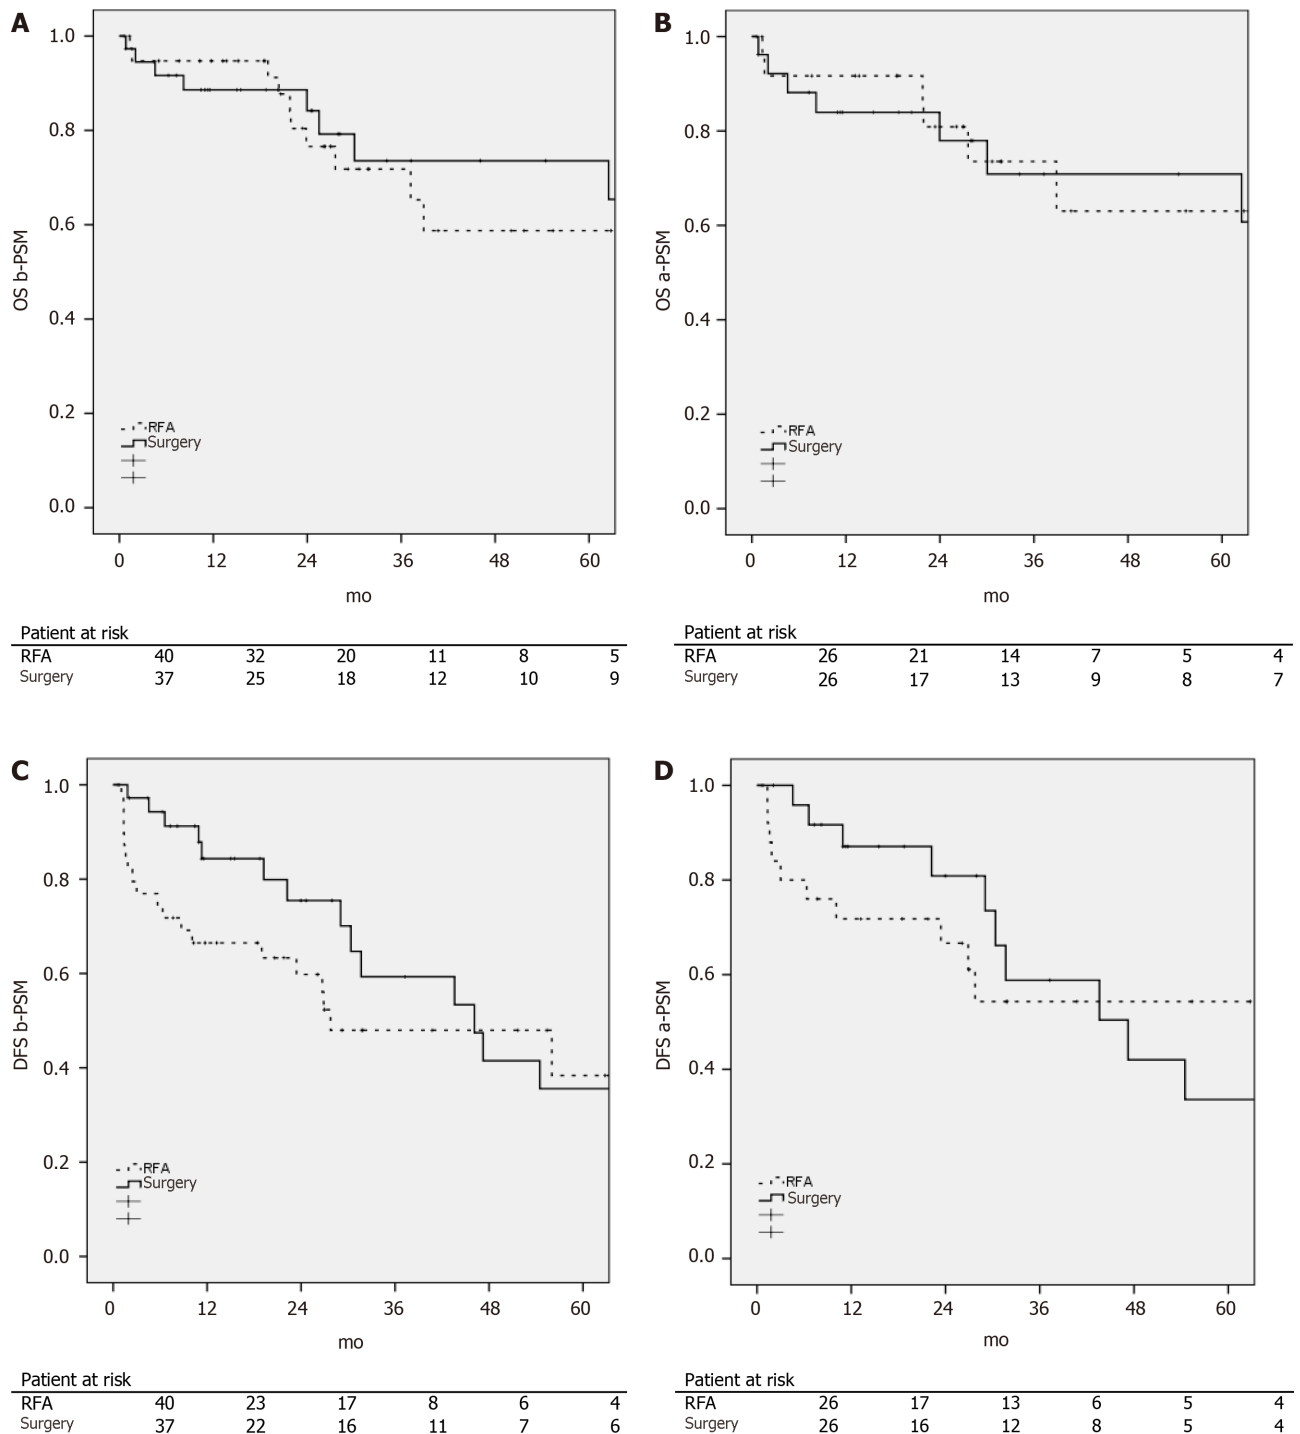 A
1.0
0.8
0.6
0.4
0.2
0.0
OS b-PSM
RFA
Surgery
0 12 24 36 48 60
mo
Patient at risk
RFA 40 32 20 11 8 5
Surgery 37 25 18 12 10 9
B
1.0
0.8
0.6
0.4
0.2
0.0
OS a-PSM
RFA
Surgery
0 12 24 36 48 60
mo
Patient at risk
RFA 26 21 14 7 5 4
Surgery 26 17 13 9 8 7
C
1.0
0.8
0.6
0.4
0.2
0.0
DFS b-PSM
RFA
Surgery
0 12 24 36 48 60
mo
Patient at risk
RFA 40 23 17 8 6 4
Surgery 37 22 16 11 7 6
D
1.0
0.8
0.6
0.4
0.2
0.0
DFS a-PSM
RFA
Surgery
0 12 24 36 48 60
mo
Patient at risk
RFA 26 17 13 6 5 4
Surgery 26 16 12 8 5 4